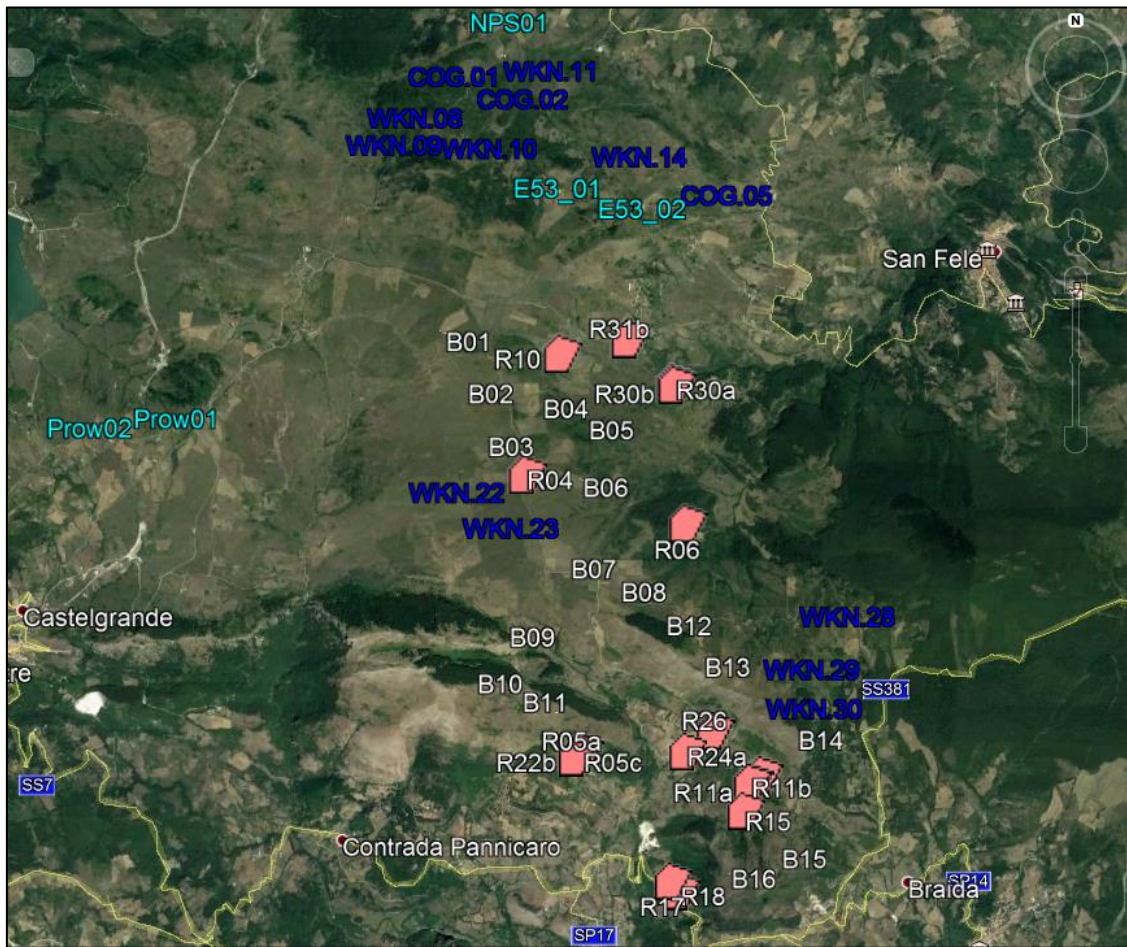 NPS01
N
COG.01
WKN.11
COG.02
WKN.08
WKN.09
WKN.10
WKN.14
E53_01
COG.05
E53_02
San Fele
R31b
B01
R10
B02
R30b
R30a
B04
Prow01
Prow02
B05
B03
R04
B06
WKN.22
WKN.23
R06
B07
B08
Castelgrande
WKN.28
B12
B09
re
B13
WKN.29
B10
SS381
B11
WKN.30
R26
R05a
B14
R24a
R22b
R05c
SS7
R11a
R11b
R15
Contrada Pannicaro
B15
B16
SP14
Braida
R18
R17
SP17